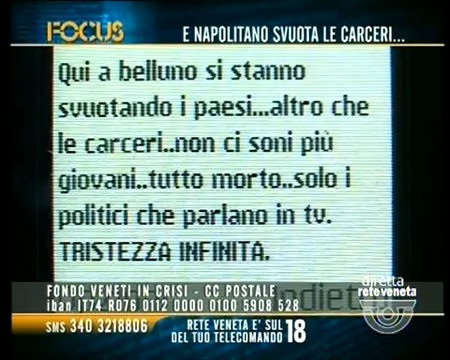 FOCUS
E NAPOLITANO SVUOTA LE CARCERI...
Qui a belluno si stanno
svuotando i paesi...altro che
le carceri..non ci soni più
giovani..tutto morto..solo i
politici che parlano in tv.
TRISTEZZA INFINITA.
FONDO VENETI IN CRISI - CC POSTALE
iban IT74 R076 0112 0000 0100 5908 528
ndiet
diretta
reteveneta
SMS 340 3218806
RETE VENETA E' SUL
DEL TUO TELECOMANDO 18